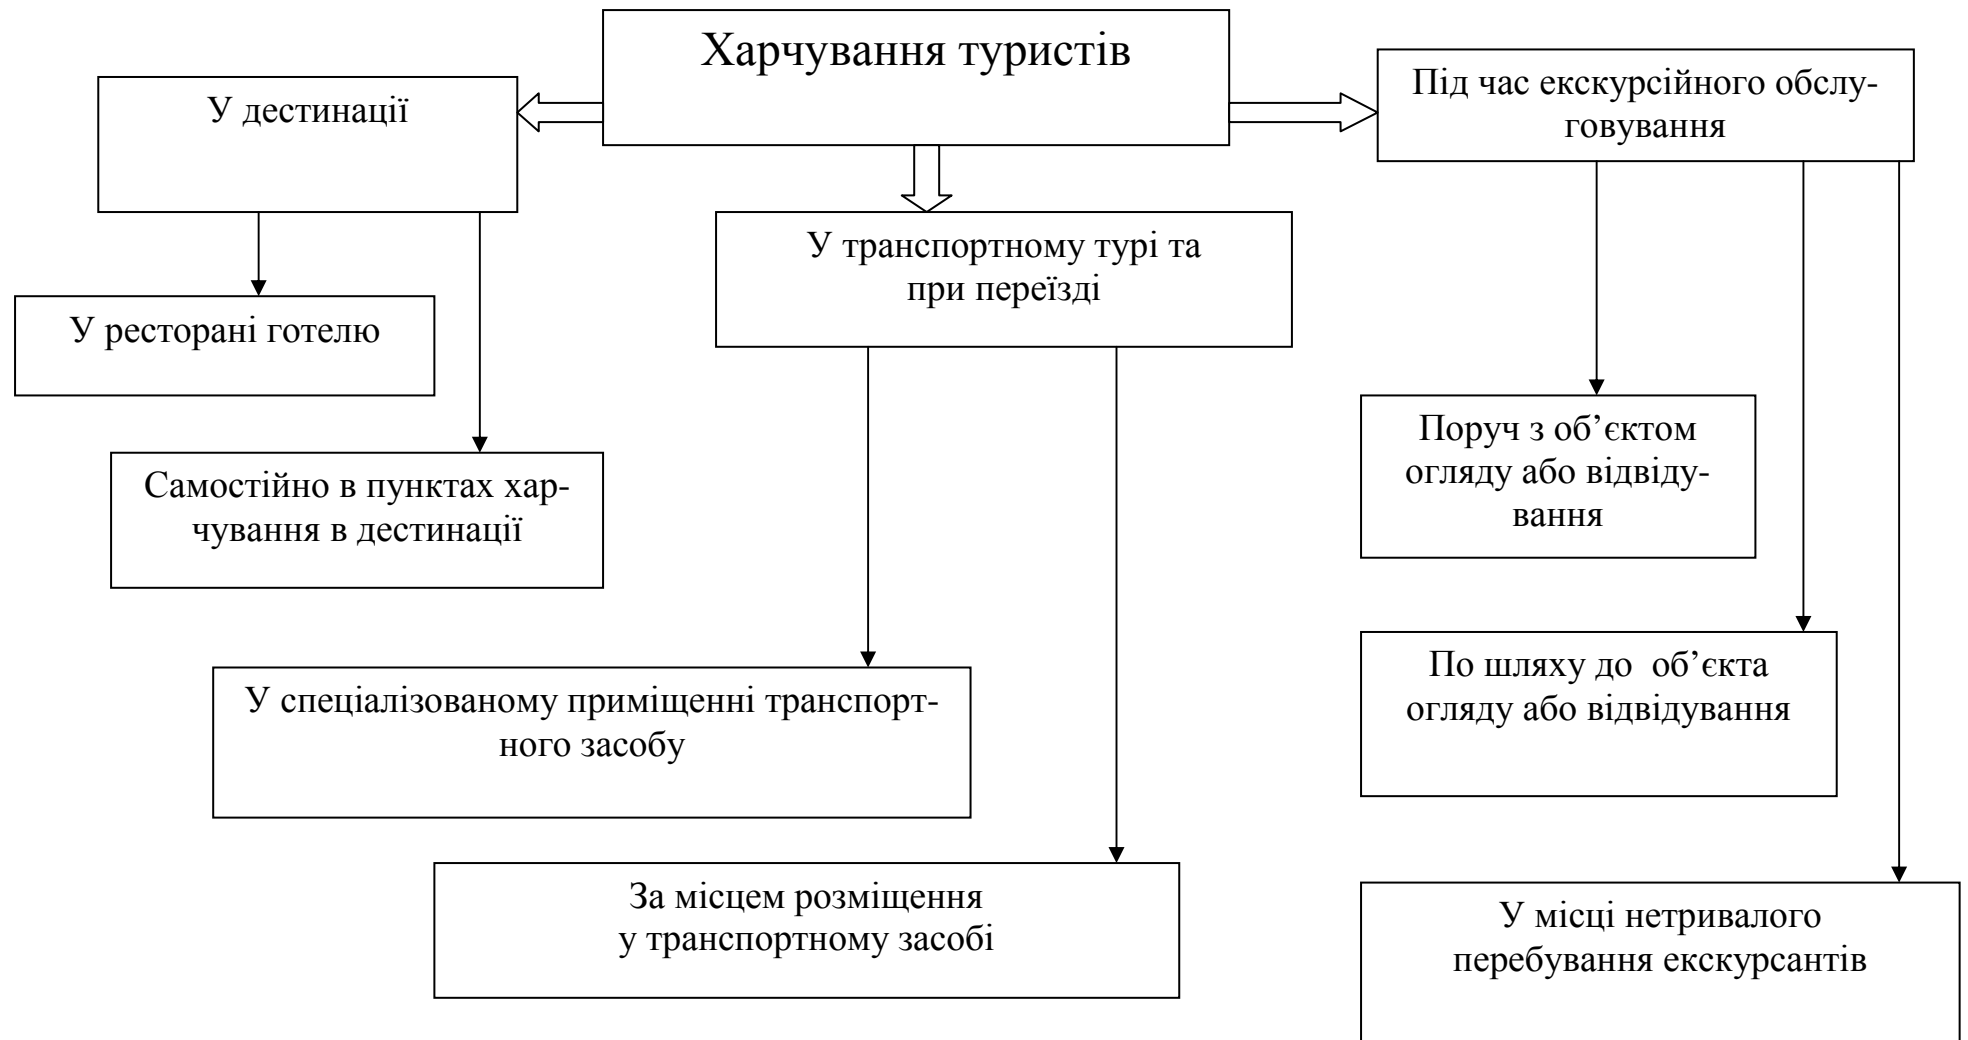 Харчування туристів
У дестинації
Під час екскурсійного обслу-
говування
У транспортному турі та
при переїзді
У ресторані готелю
Самостійно в пунктах хар-
чування в дестинації
Поруч з об’єктом
огляду або відвіду-
вання
У спеціалізованому приміщенні транспорт-
ного засобу
По шляху до  об’єкта
огляду або відвідування
За місцем розміщення
у транспортному засобі
У місці нетривалого
перебування екскурсантів